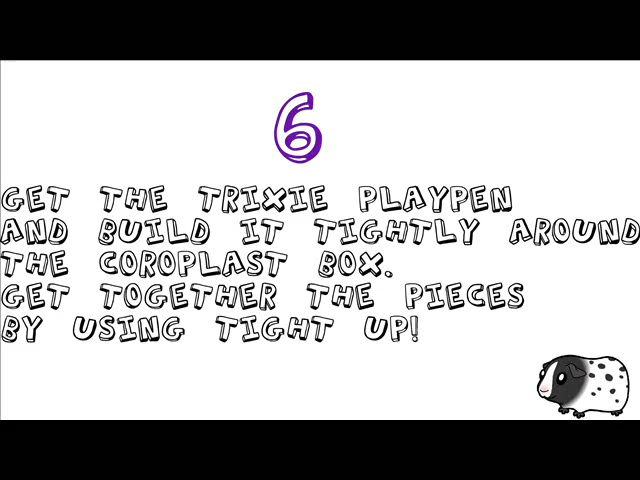 6
GET THE TRIXIE PLAYPEN
AND BUILD IT TIGHTLY AROUND
THE COROPLAST BOX.
GET TOGETHER THE PIECES
BY USING TIGHT UP!